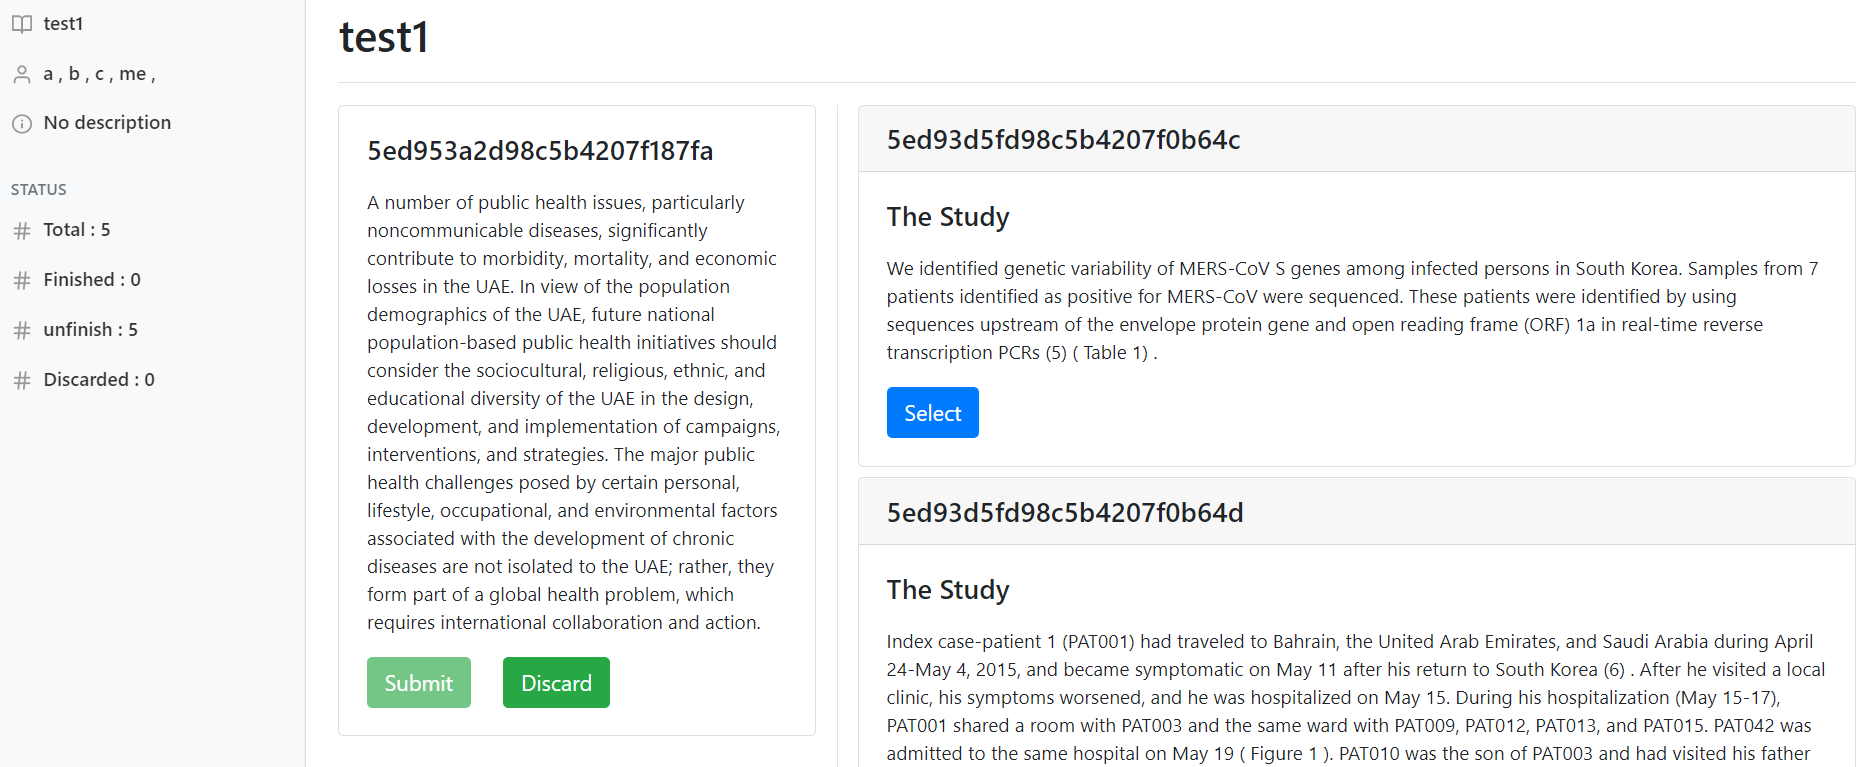 test1
a , b , c , me ,
No description
STATUS
Total : 5
Finished : 0
unfinish : 5
Discarded : 0
test1
5ed953a2d98c5b4207f187fa
A number of public health issues, particularly
noncommunicable diseases, significantly
contribute to morbidity, mortality, and economic
losses in the UAE. In view of the population
demographics of the UAE, future national
population-based public health initiatives should
consider the sociocultural, religious, ethnic, and
educational diversity of the UAE in the design,
development, and implementation of campaigns,
interventions, and strategies. The major public
health challenges posed by certain personal,
lifestyle, occupational, and environmental factors
associated with the development of chronic
diseases are not isolated to the UAE; rather, they
form part of a global health problem, which
requires international collaboration and action.
Submit
Discard
5ed93d5fd98c5b4207f0b64c
The Study
We identified genetic variability of MERS-CoV S genes among infected persons in South Korea. Samples from 7
patients identified as positive for MERS-CoV were sequenced. These patients were identified by using
sequences upstream of the envelope protein gene and open reading frame (ORF) 1a in real-time reverse
transcription PCRs (5) ( Table 1) .
Select
5ed93d5fd98c5b4207f0b64d
The Study
Index case-patient 1 (PAT001) had traveled to Bahrain, the United Arab Emirates, and Saudi Arabia during April
24-May 4, 2015, and became symptomatic on May 11 after his return to South Korea (6) . After he visited a local
clinic, his symptoms worsened, and he was hospitalized on May 15. During his hospitalization (May 15-17),
PAT001 shared a room with PAT003 and the same ward with PAT009, PAT012, PAT013, and PAT015. PAT042 was
admitted to the same hospital on May 19 ( Figure 1 ). PAT010 was the son of PAT003 and had visited his father